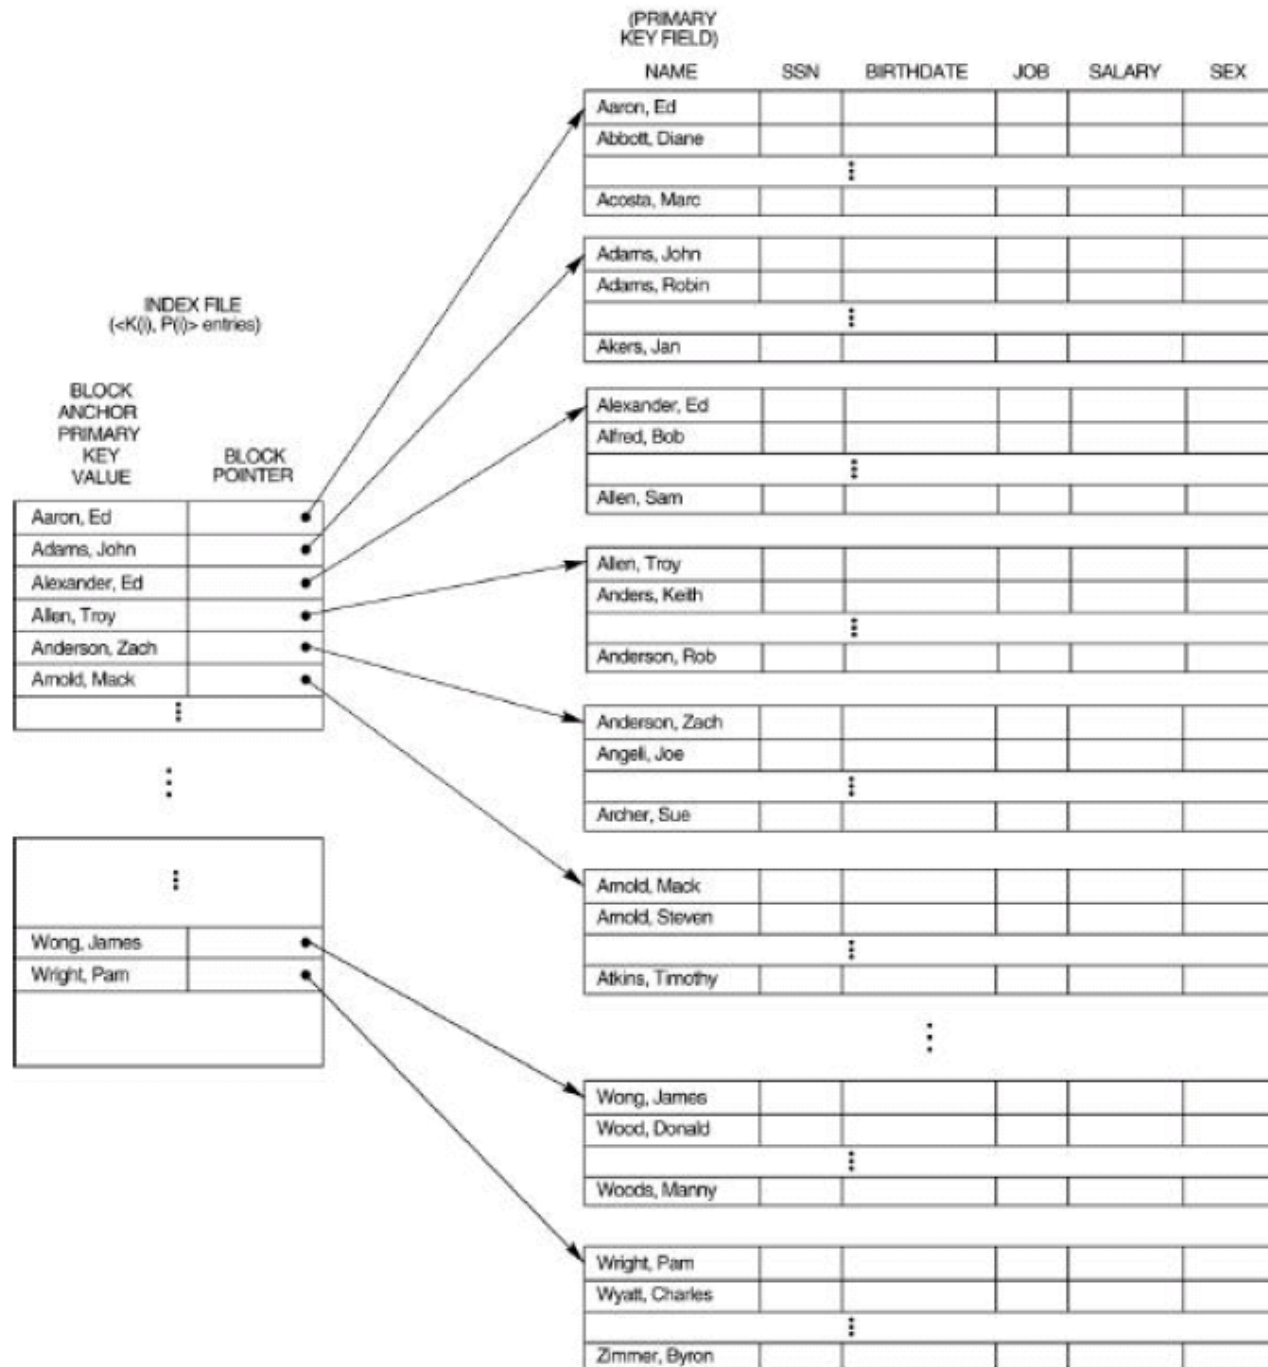 (PRIMARY
KEY FIELD)
NAME SSN BIRTHDATE JOB SALARY SEX
Aaron, Ed
Abbott, Diane
Acosta, Marc
Adams, John
Adams, Robin
Akers, Jan
INDEX FILE
(<K(i), P(i)> entries)
BLOCK
ANCHOR
PRIMARY
KEY
VALUE
BLOCK
POINTER
Aaron, Ed
Adams, John
Alexander, Ed
Allen, Troy
Anderson, Zach
Arnold, Mack
Wong, James
Wright, Pam
Alexander, Ed
Alfred, Bob
Allen, Sam
Allen, Troy
Anders, Keith
Anderson, Rob
Anderson, Zach
Angeli, Joe
Archer, Sue
Arnold, Mack
Arnold, Steven
Atkins, Timothy
Wong, James
Wood, Donald
Woods, Manny
Wright, Pam
Wyatt, Charles
Zimmer, Byron